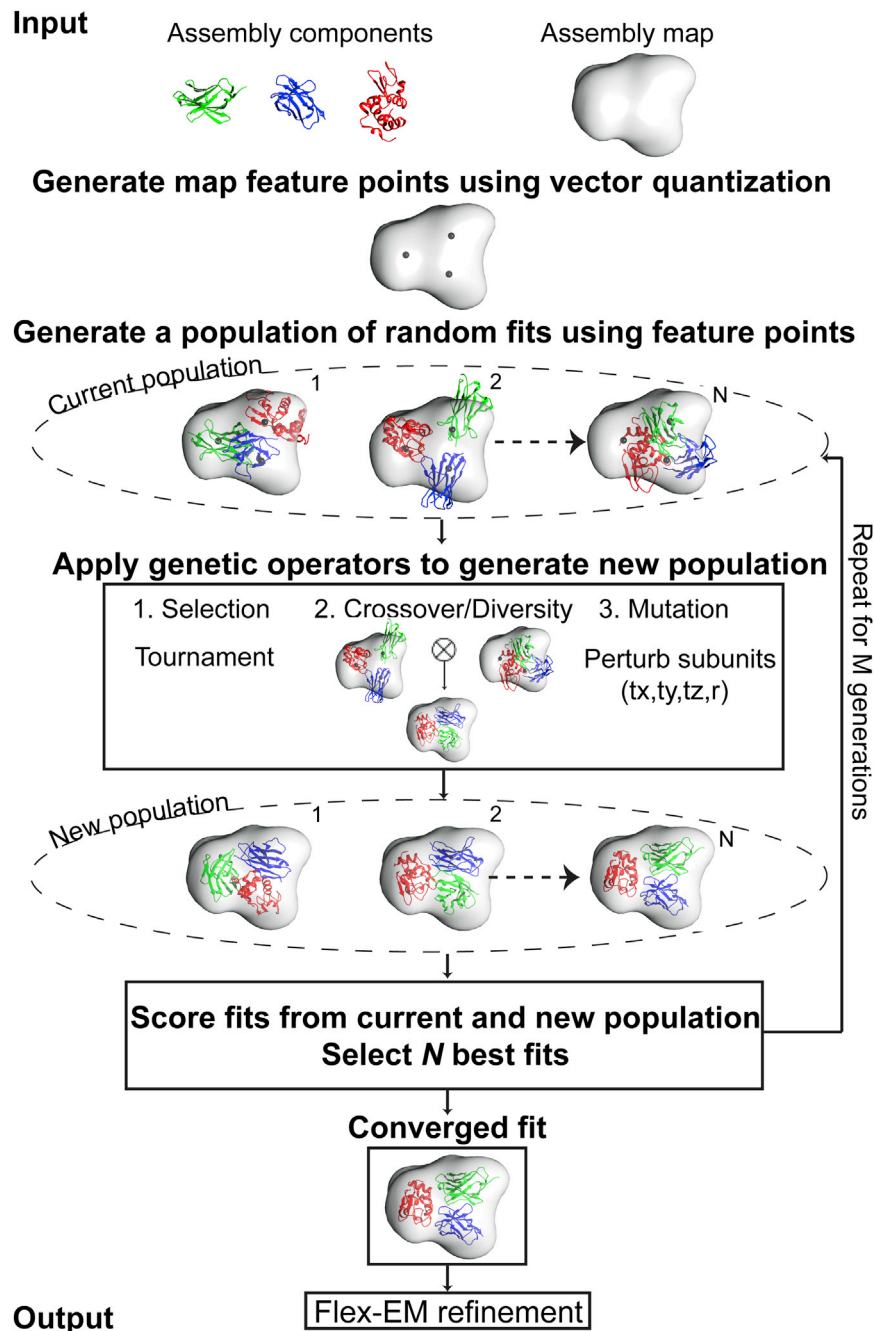 Input
Assembly components
Assembly map
Generate map feature points using vector quantization
Generate a population of random fits using feature points
Current population
1
2
N
Apply genetic operators to generate new population
1. Selection
2. Crossover/Diversity
3. Mutation
Tournament
Perturb subunits
(tx,ty,tz,r)
Repeat for M generations
New population
1
2
N
Score fits from current and new population
Select N best fits
Converged fit
Flex-EM refinement
Output